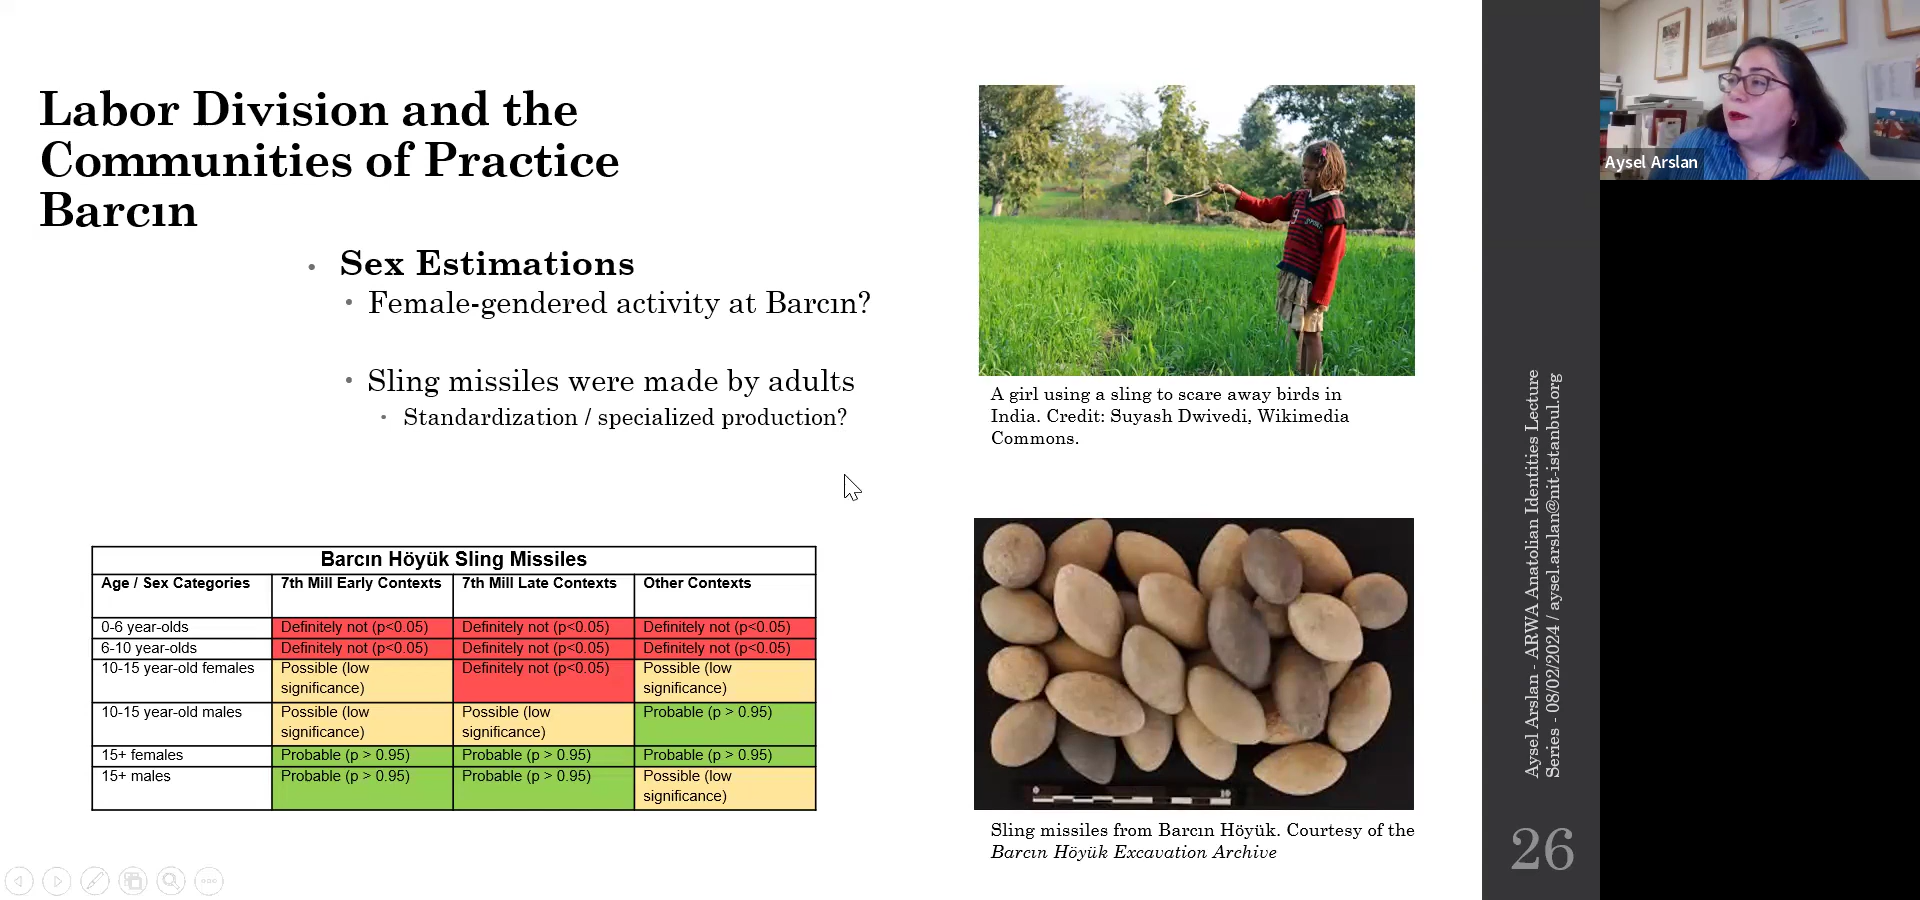 Labor Division and the
Communities of Practice
Barcın
• Sex Estimations
• Female-gendered activity at Barcın?
• Sling missiles were made by adults
• Standardization / specialized production?
Barcın Höyük Sling Missiles
Age / Sex Categories 7th Mill Early Contexts 7th Mill Late Contexts Other Contexts
0-6 year-olds Definitely not (p<0.05) Definitely not (p<0.05) Definitely not (p<0.05)
6-10 year-olds Definitely not (p<0.05) Definitely not (p<0.05) Definitely not (p<0.05)
10-15 year-old females Possible (low significance) Definitely not (p<0.05) Possible (low significance)
10-15 year-old males Possible (low significance) Possible (low significance) Probable (p > 0.95)
15+ females Probable (p > 0.95) Probable (p > 0.95) Probable (p > 0.95)
15+ males Probable (p > 0.95) Probable (p > 0.95) Possible (low significance)
A girl using a sling to scare away birds in
India. Credit: Suyash Dwivedi, Wikimedia
Commons.
0 10
Sling missiles from Barcın Höyük. Courtesy of the
Barcın Höyük Excavation Archive
Aysel Arslan - ARWA Anatolian Identities Lecture
Series - 08/02/2024 / aysel.arslan@nit-istanbul.org
26
Aysel Arslan